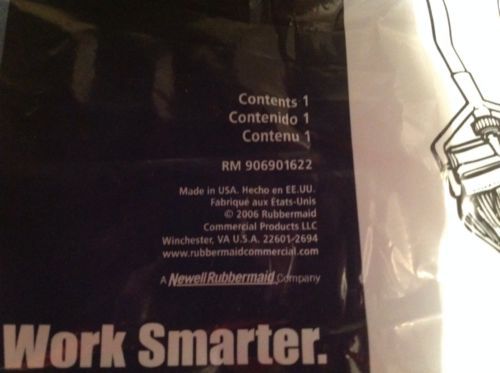 Contents 1
Contenido 1
Contenu 1
RM 906901622
Made in USA. Hecho en EE.UU.
Fabriqué aux États-Unis
© 2006 Rubbermaid
Commercial Products LLC
Winchester, VA U.S.A. 22601-2694
www.rubbermaidcommercial.com
A Newell Rubbermaid Company
Work Smarter.